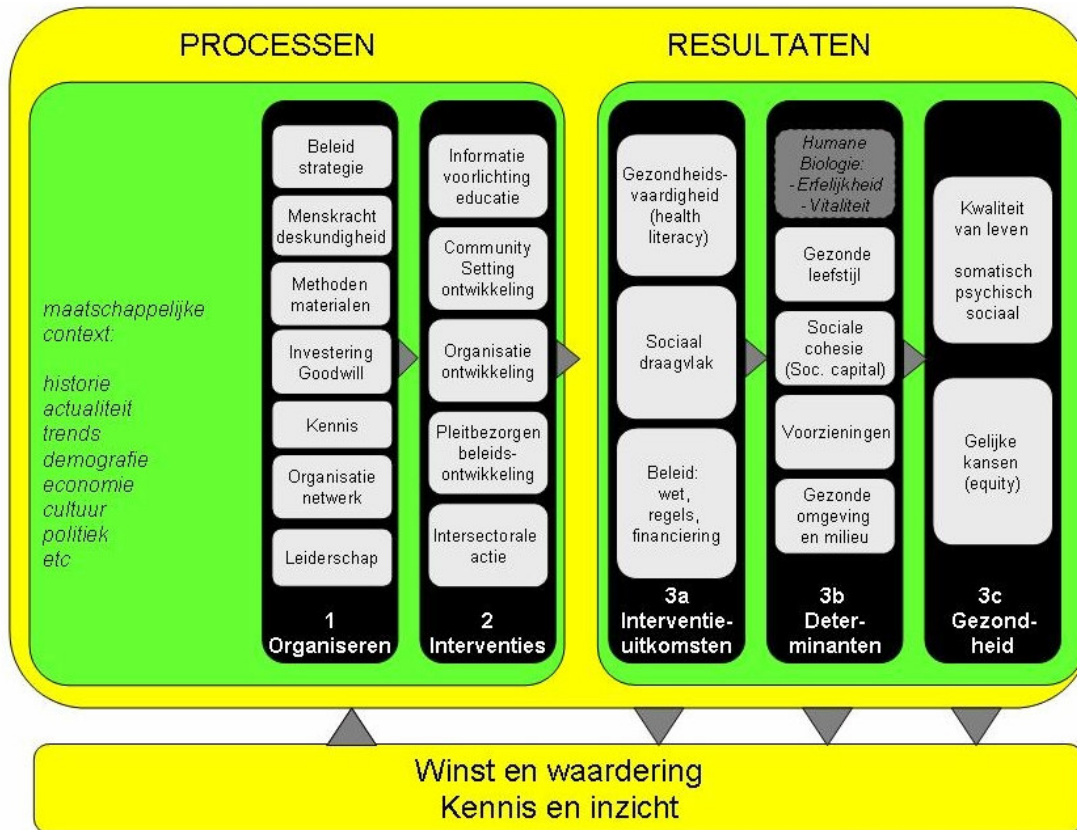 PROCESSEN
RESULTATEN
maatschappelijke
context:
historie
actualiteit
trends
demografie
economie
cultuur
politiek
etc
Beleid
strategie
Menskracht
deskundigheid
Methoden
materialen
Investering
Goodwill
Kennis
Organisatie
netwerk
Leiderschap
1
Organiseren
Informatie
voorlichting
educatie
Community
Setting
ontwikkeling
Organisatie
ontwikkeling
Pleitbezorgen
beleids-
ontwikkeling
Intersectorale
actie
2
Interventies
Gezondheids-
vaardigheid
(health
literacy)
Sociaal
draagvlak
Beleid:
wet,
regels,
financiering
3a
Interventie-
uitkomsten
Humane
Biologie:
- Erfelijkheid
- Vitaliteit
Gezonde
leefstijl
Sociale
cohesie
(Soc. capital)
Voorzieningen
Gezonde
omgeving
en milieu
3b
Deter-
minanten
Kwaliteit
van leven
somatisch
psychisch
sociaal
Gelijke
kansen
(equity)
3c
Gezond-
heid
Winst en waardering
Kennis en inzicht